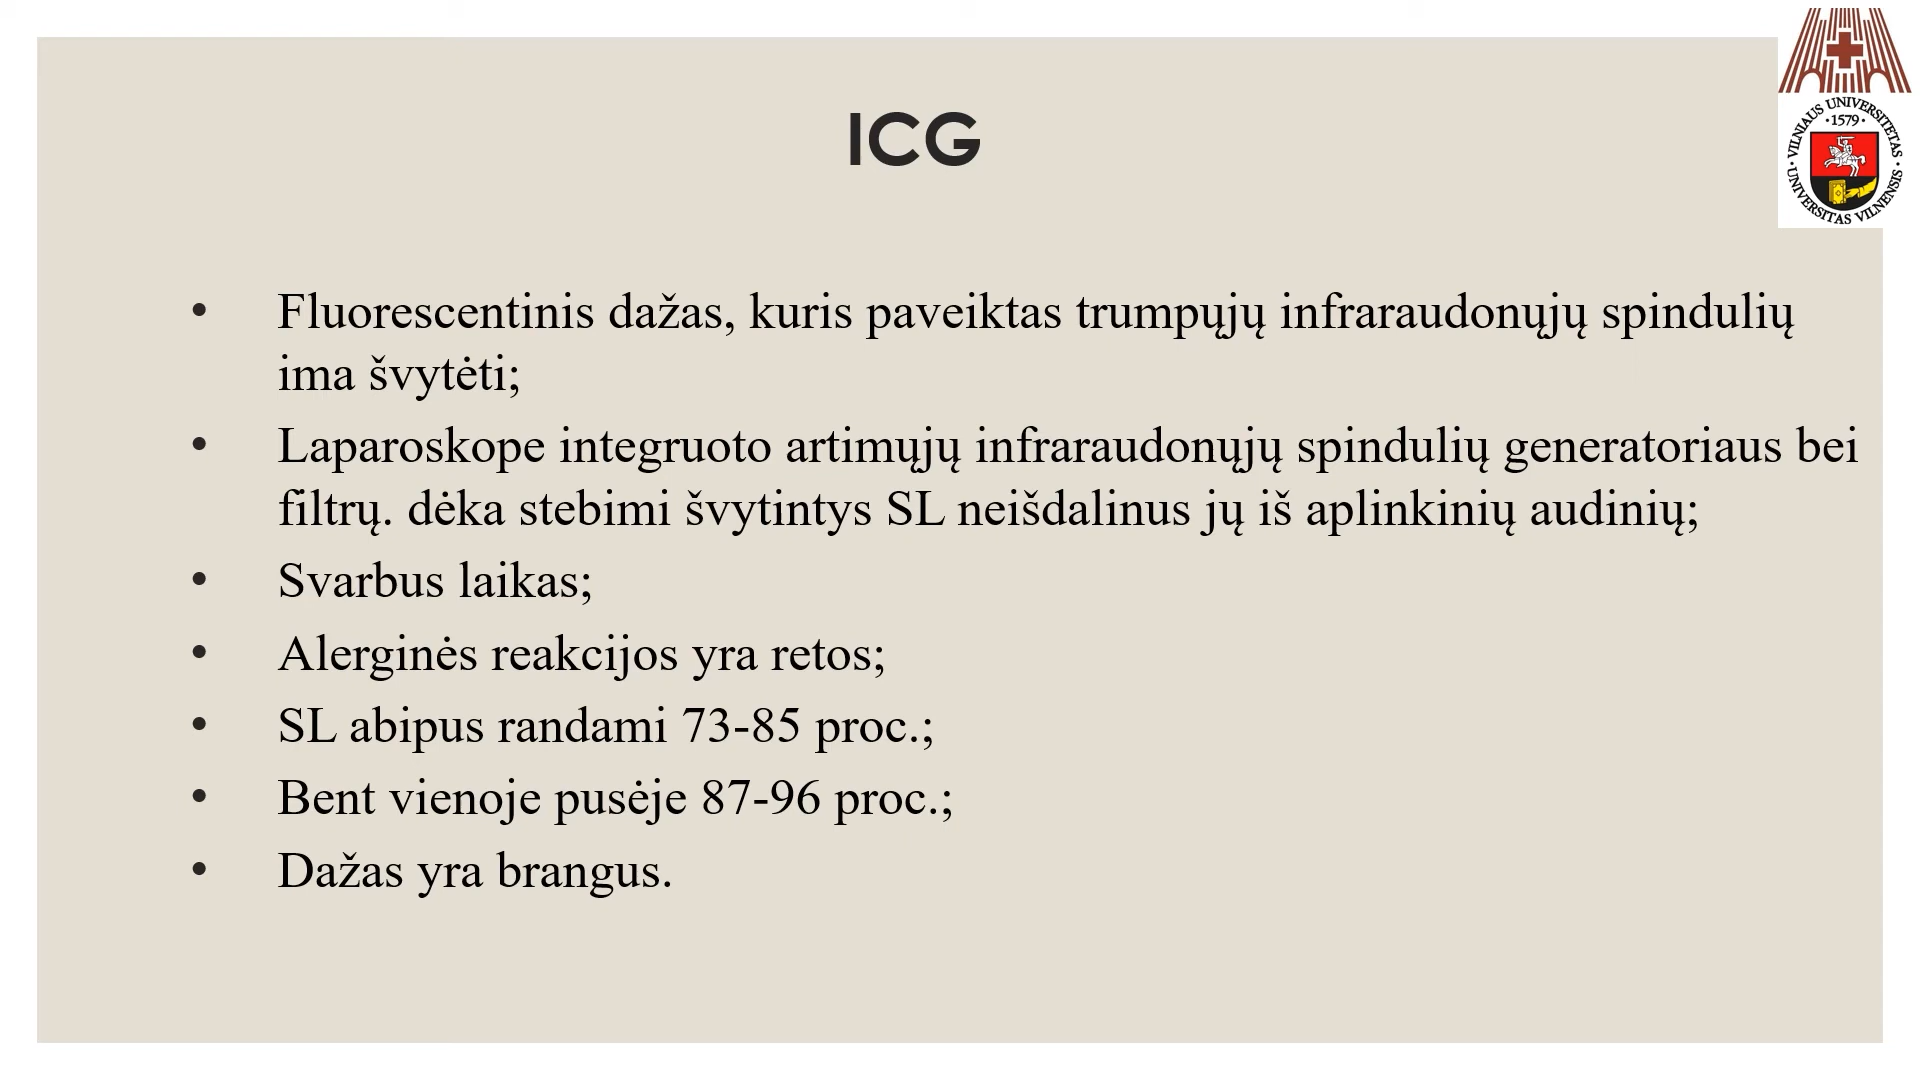 ICG
VILNIAUS UNIVERSITETAS
•1579•
UNIVERSITAS VILNENSIS
• Fluorescentinis dažas, kuris paveiktas trumpųjų infraraudonųjų spindulių
ima švytėti;
• Laparoskope integruoto artimųjų infraraudonųjų spindulių generatoriaus bei
filtrų. dėka stebimi švytintys SL neišdalinus jų iš aplinkinių audinių;
• Svarbus laikas;
• Alerginės reakcijos yra retos;
• SL abipus randami 73-85 proc.;
• Bent vienoje pusėje 87-96 proc.;
• Dažas yra brangus.